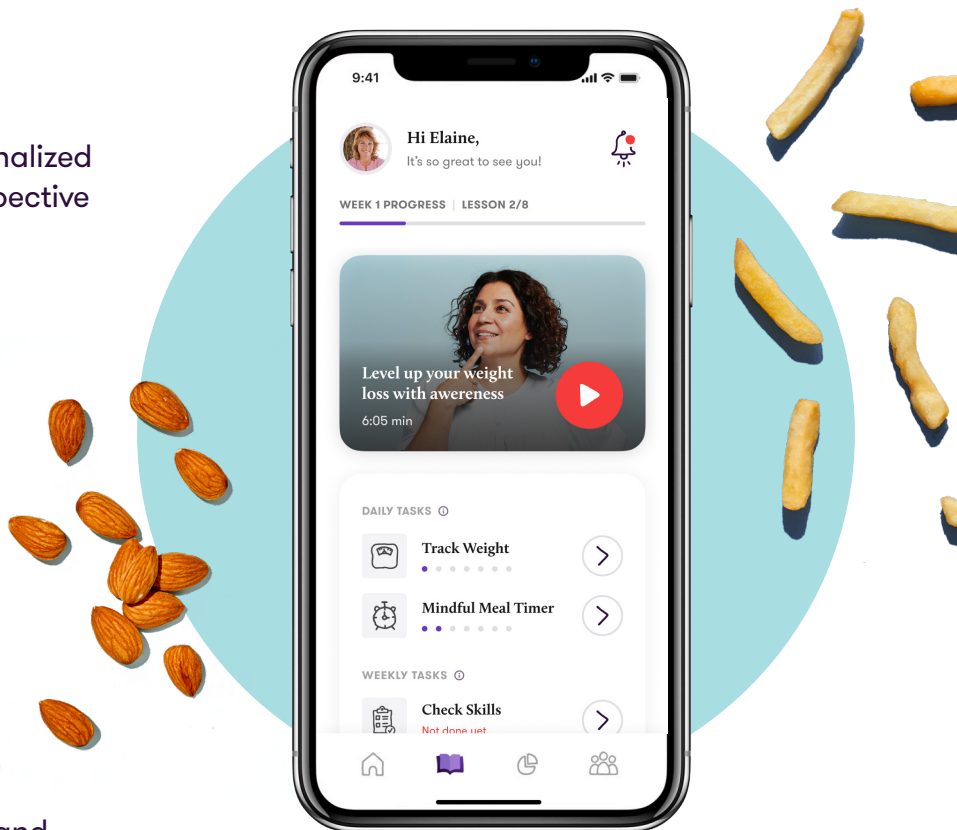 nalized
pective
9:41
Hi Elaine,
It's so great to see you!
WEEK 1 PROGRESS | LESSON 2/8
Level up your weight
loss with awereness
6:05 min
DAILY TASKS
Track Weight
Mindful Meal Timer
WEEKLY TASKS
Check Skills
Not done yet
and